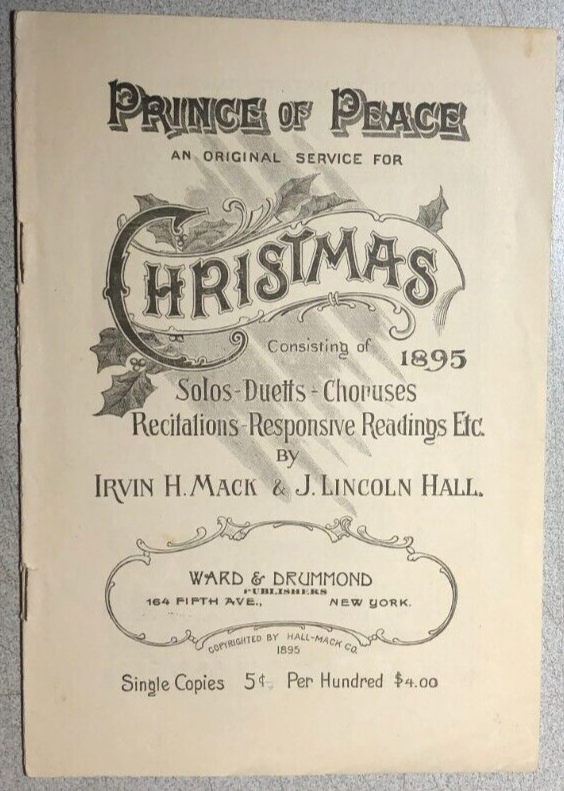 PRINCE OF PEACE
AN ORIGINAL SERVICE FOR
CHRISTMAS
Consisting of 1895
Solos-Duetts-Choruses
Recitations-Responsive Readings Etc.
BY
IRVIN H. MACK & J. LINCOLN HALL.
WARD & DRUMMOND
PUBLISHERS
164 FIFTH AVE., NEW YORK.
COPYRIGHTED BY HALL-MACK CO.
1895
Single Copies 5¢ Per Hundred $4.00